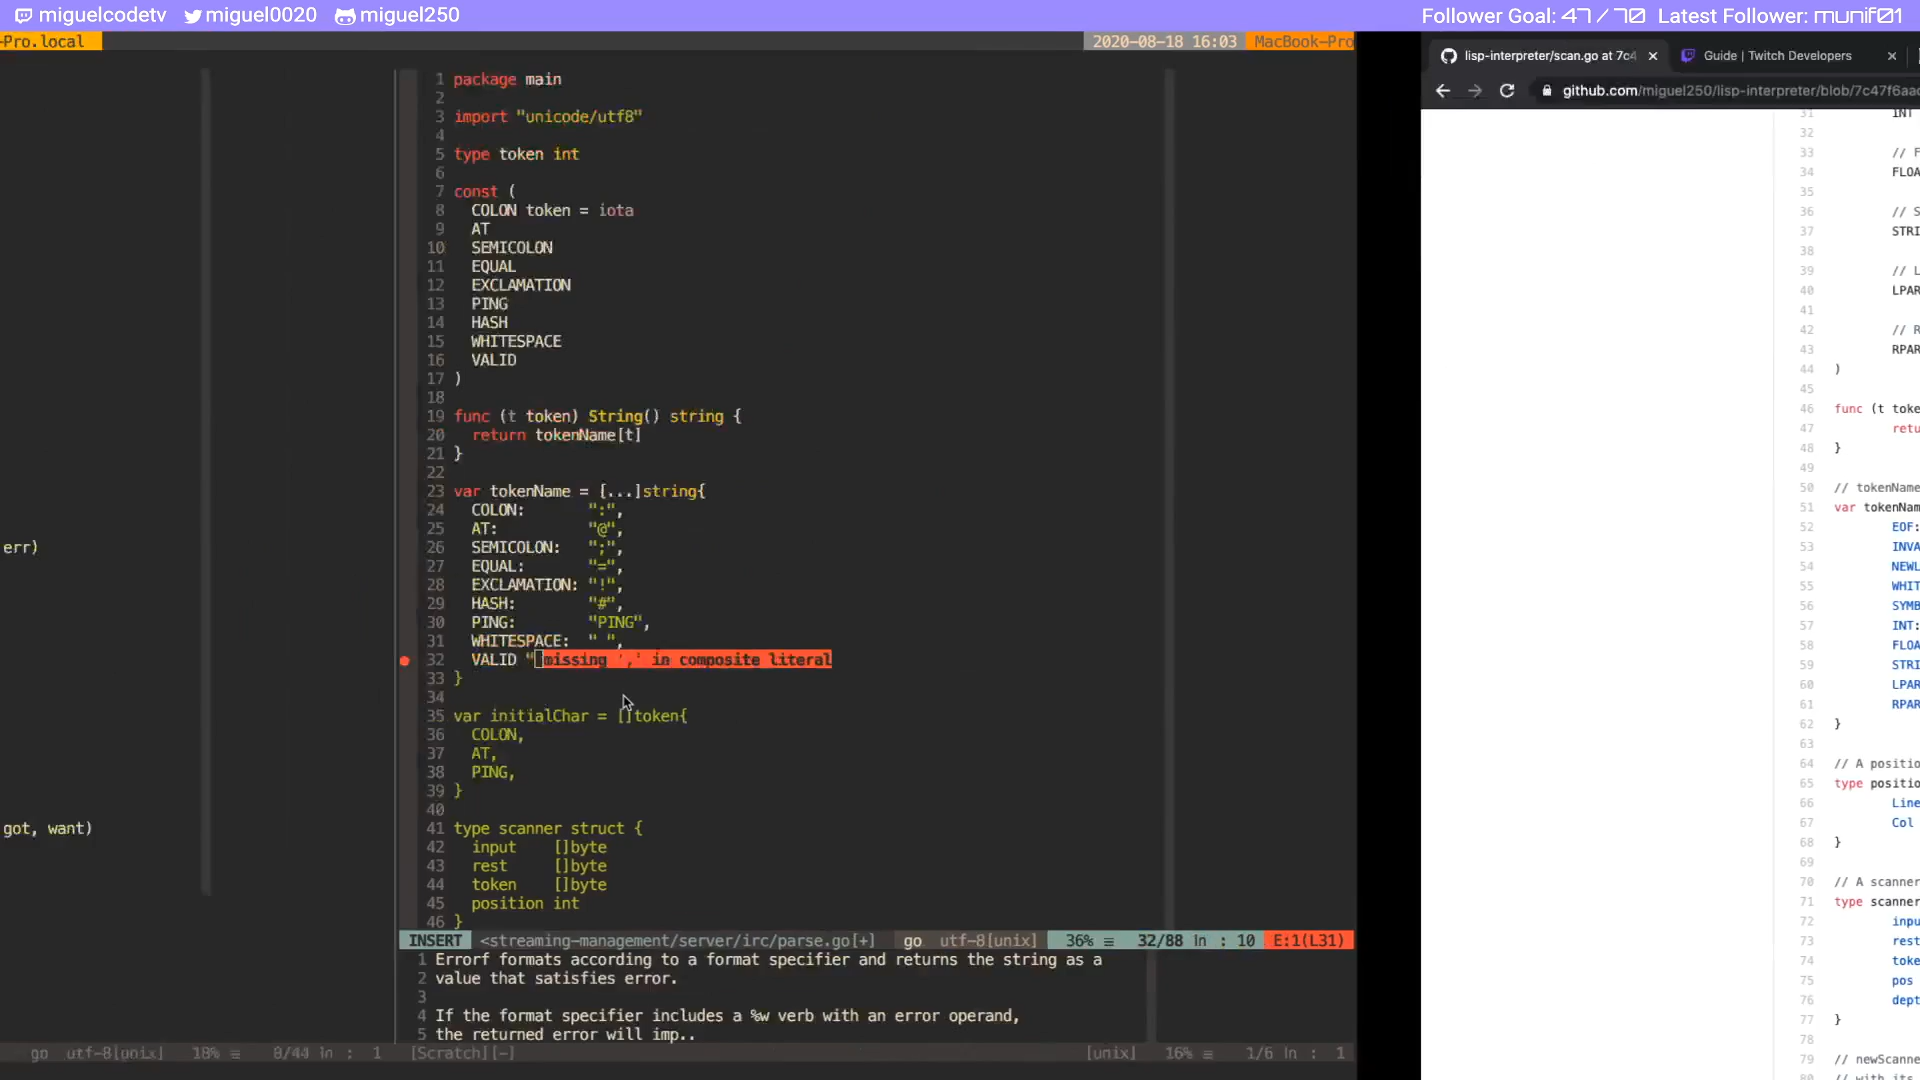 miguelcodetv miguel0020 miguel250
Follower Goal: 47 / 70 Latest Follower: munif01
-Pro.local
2020-08-18 16:03 MacBook-Pro
err)
got, want)
1 package main
2
3 import "unicode/utf8"
4
5 type token int
6
7 const (
8 COLON token = iota
9 AT
10 SEMICOLON
11 EQUAL
12 EXCLAMATION
13 PING
14 HASH
15 WHITESPACE
16 VALID
17 )
18
19 func (t token) String() string {
20 return tokenName[t]
21 }
22
23 var tokenName = [...]string{
24 COLON: ":",
25 AT: "@",
26 SEMICOLON: ";",
27 EQUAL: "=",
28 EXCLAMATION: "!",
29 HASH: "#",
30 PING: "PING",
31 WHITESPACE: " ",
32 VALID " missing ',' in composite literal
33 }
34
35 var initialChar = []token{
36 COLON,
37 AT,
38 PING,
39 }
40
41 type scanner struct {
42 input []byte
43 rest []byte
44 token []byte
45 position int
46 }
INSERT <streaming-management/server/irc/parse.go[+] go utf-8[unix] 36% ≡ 32/88 ln : 10 E:1(L31)
1 Errorf formats according to a format specifier and returns the string as a
2 value that satisfies error.
3
4 If the format specifier includes a %w verb with an error operand,
5 the returned error will imp..
go utf-8[unix] 18% ≡ 8/44 ln : 1 [Scratch][-] [unix] 16% ≡ 1/6 ln : 1
lisp-interpreter/scan.go at 7c4 Guide | Twitch Developers
github.com/miguel250/lisp-interpreter/blob/7c47f6aac
31 INT
32
33 // F
34 FLOA
35
36 // S
37 STRI
38
39 // L
40 LPAR
41
42 // R
43 RPAR
44 )
45
46 func (t toke
47 retu
48 }
49
50 // tokenName
51 var tokenNam
52 EOF:
53 INVA
54 NEWL
55 WHIT
56 SYMB
57 INT:
58 FLOA
59 STRI
60 LPAR
61 RPAR
62 }
63
64 // A positio
65 type positio
66 Line
67 Col
68 }
69
70 // A scanner
71 type scanner
72 inpu
73 rest
74 toke
75 pos
76 dept
77 }
78
79 // newScanne
80 // with its